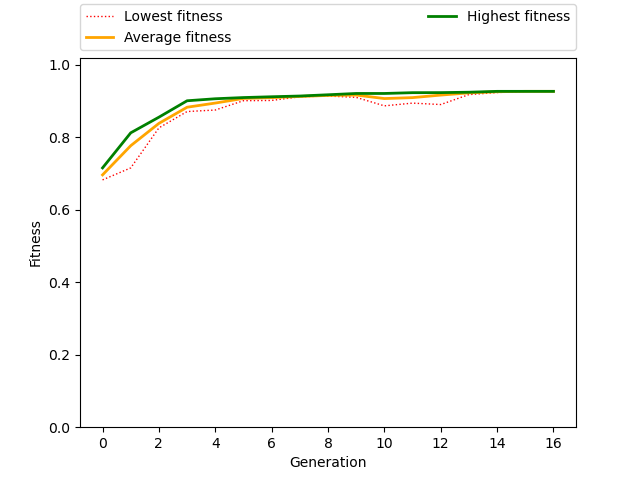 Lowest fitness
Average fitness
Highest fitness
1.0
0.8
0.6
0.4
0.2
0.0
Fitness
0 2 4 6 8 10 12 14 16
Generation